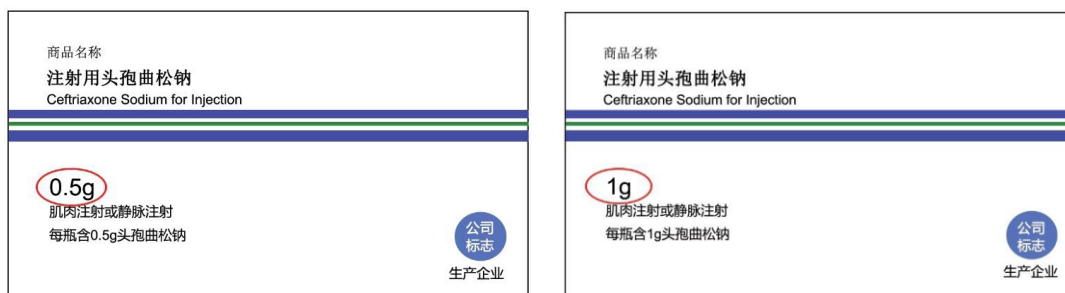 商品名称
注射用头孢曲松钠
Ceftriaxone Sodium for Injection
0.5g
肌肉注射或静脉注射
每瓶含0.5g头孢曲松钠
公司
标志
生产企业
商品名称
注射用头孢曲松钠
Ceftriaxone Sodium for Injection
1g
肌肉注射或静脉注射
每瓶含1g头孢曲松钠
公司
标志
生产企业